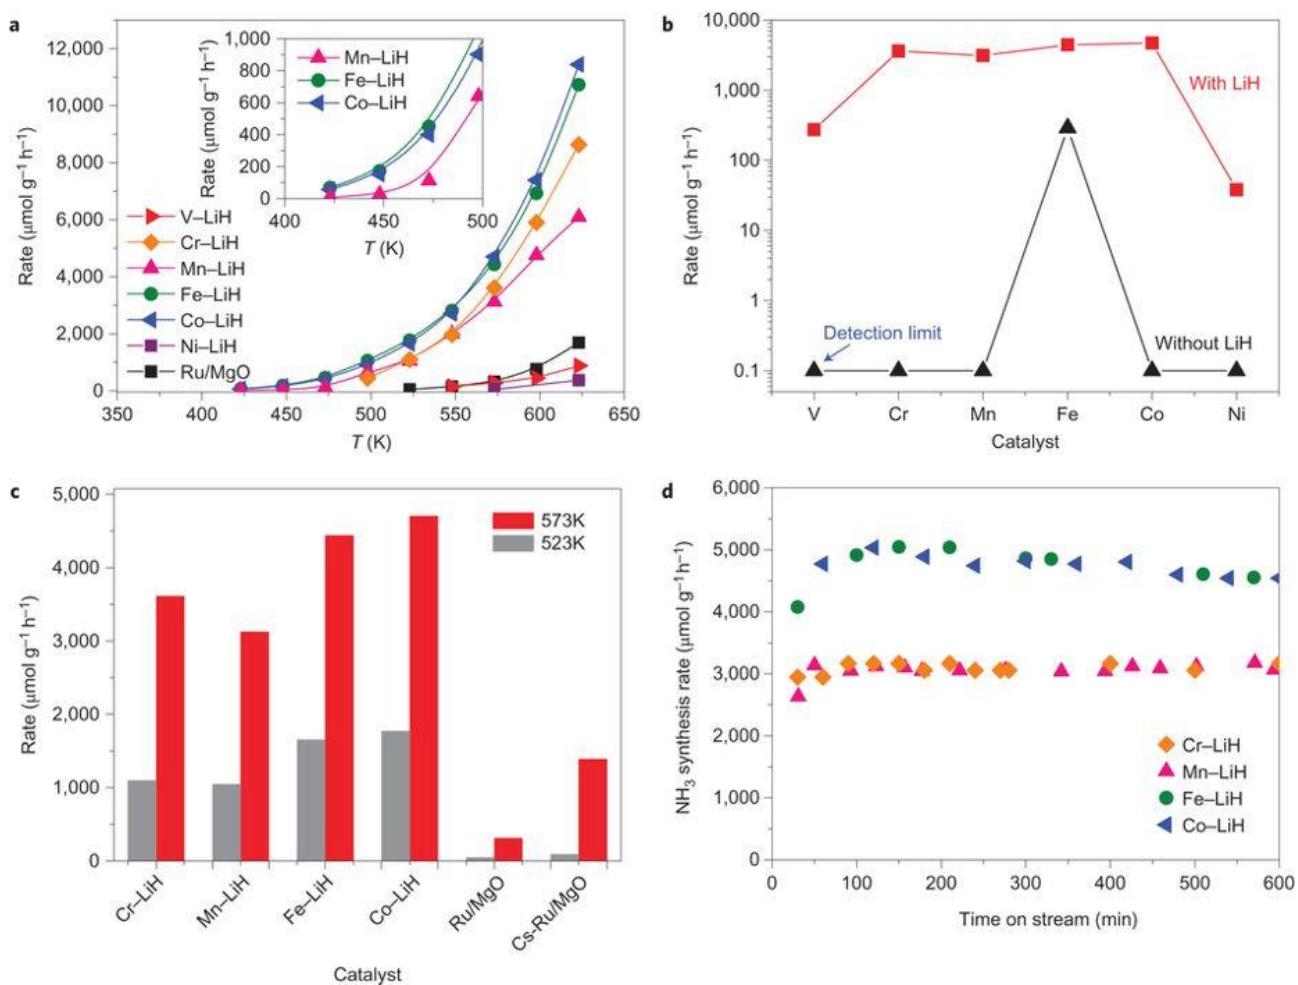 a
Rate (μmol g⁻¹ h⁻¹)
12,000
10,000
8,000
6,000
4,000
2,000
0
350
400
450
500
550
600
650
T (K)
V–LiH
Cr–LiH
Mn–LiH
Fe–LiH
Co–LiH
Ni–LiH
Ru/MgO
Rate (μmol g⁻¹ h⁻¹)
1,000
800
600
400
200
0
400
450
500
T (K)
Mn–LiH
Fe–LiH
Co–LiH
b
Rate (μmol g⁻¹ h⁻¹)
10,000
1,000
100
10
1
0.1
With LiH
Detection limit
Without LiH
V
Cr
Mn
Fe
Co
Ni
Catalyst
c
Rate (μmol g⁻¹ h⁻¹)
5,000
4,000
3,000
2,000
1,000
0
573K
523K
Cr–LiH
Mn–LiH
Fe–LiH
Co–LiH
Ru/MgO
Cs-Ru/MgO
Catalyst
d
NH₃ synthesis rate (μmol g⁻¹ h⁻¹)
6,000
5,000
4,000
3,000
2,000
1,000
0
Cr–LiH
Mn–LiH
Fe–LiH
Co–LiH
0
100
200
300
400
500
600
Time on stream (min)